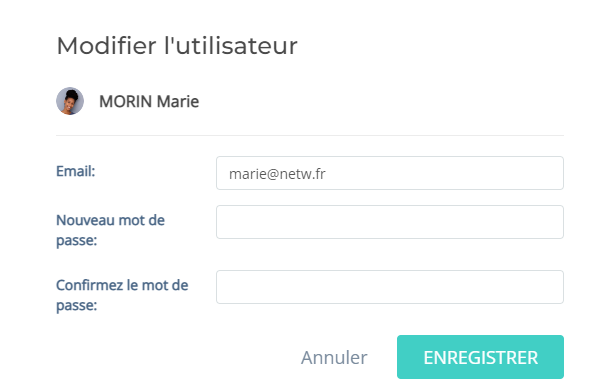 Modifier l'utilisateur
MORIN Marie
Email:
marie@netw.fr
Nouveau mot de
passe:
Confirmez le mot de
passe:
Annuler
ENREGISTRER